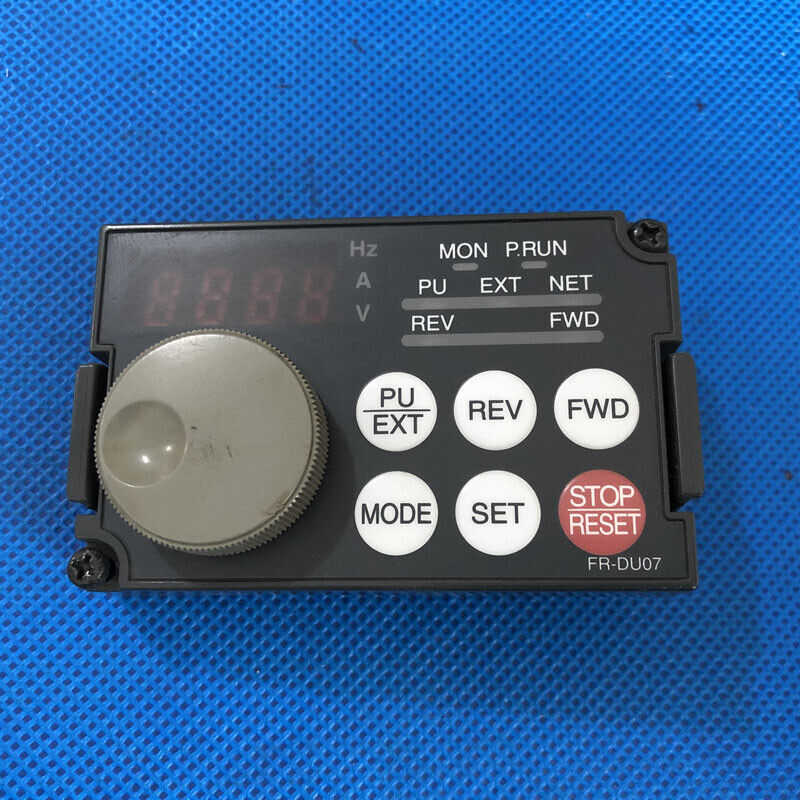 Hz
A
V
MON P.RUN
PU EXT NET
REV FWD
PU
EXT
REV
FWD
MODE
SET
STOP
RESET
FR-DU07